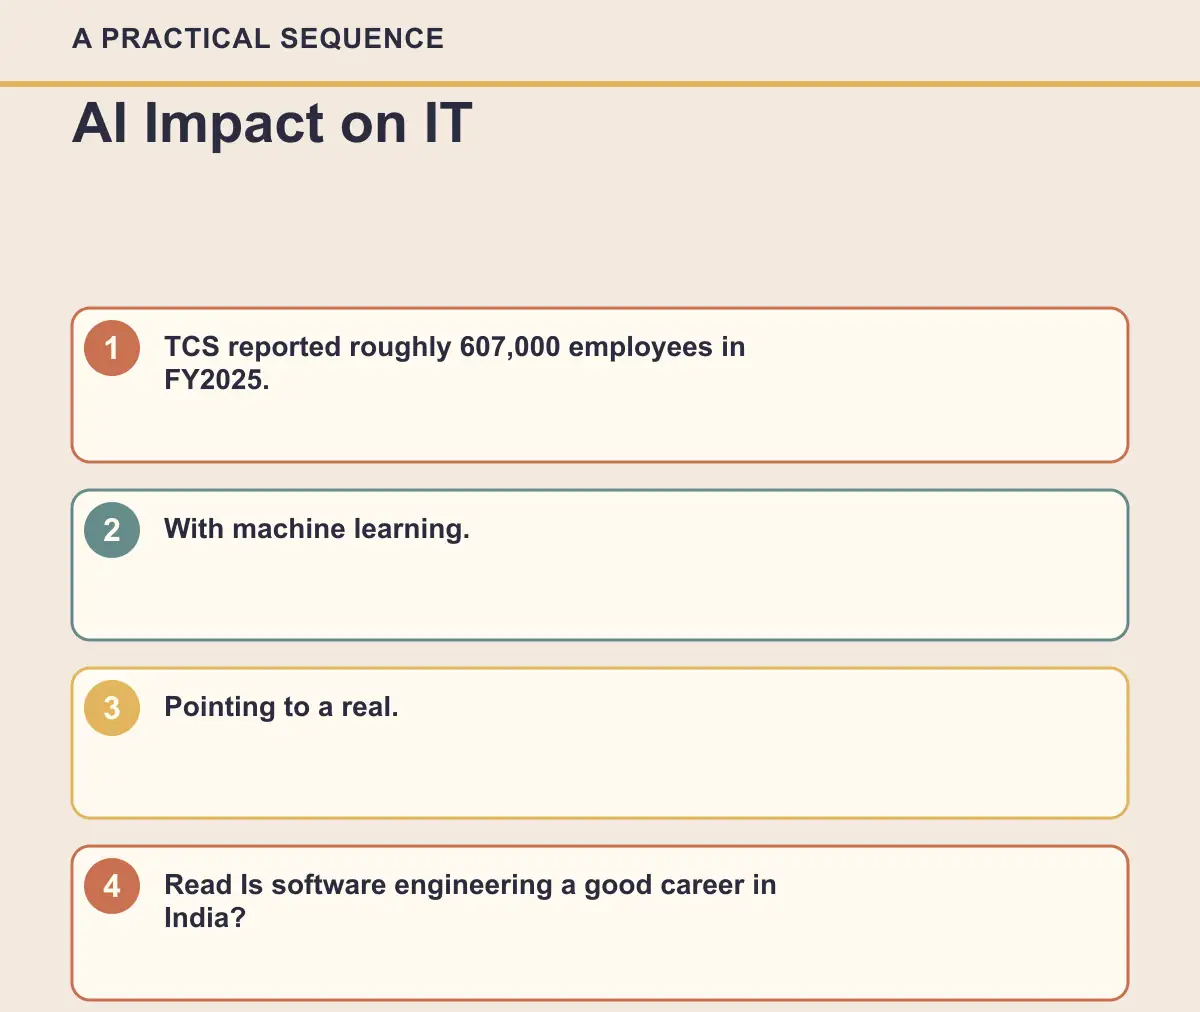 A PRACTICAL SEQUENCE
AI Impact on IT
1
TCS reported roughly 607,000 employees in
FY2025.
2
With machine learning.
3
Pointing to a real.
4
Read Is software engineering a good career in
India?